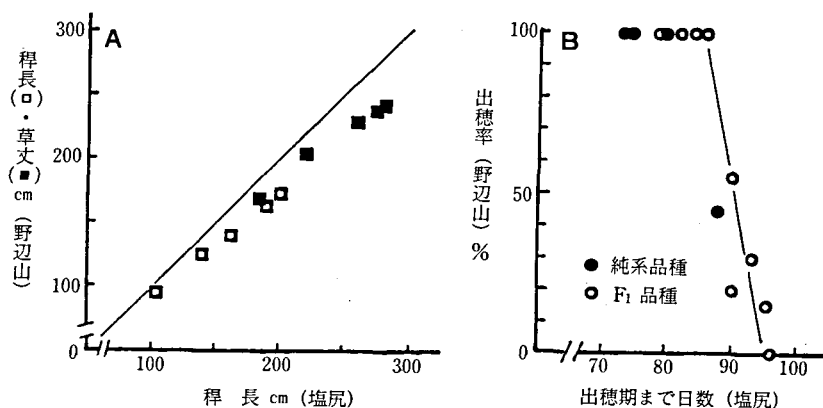 A
300
200
100
0
稈長(□)・草丈(■)cm(野辺山)
100
200
300
稈 長 cm (塩尻)
B
100
50
0
出穂率(野辺山)%
● 純系品種
○ F₁ 品種
70
80
90
100
出穂期まで日数(塩尻)